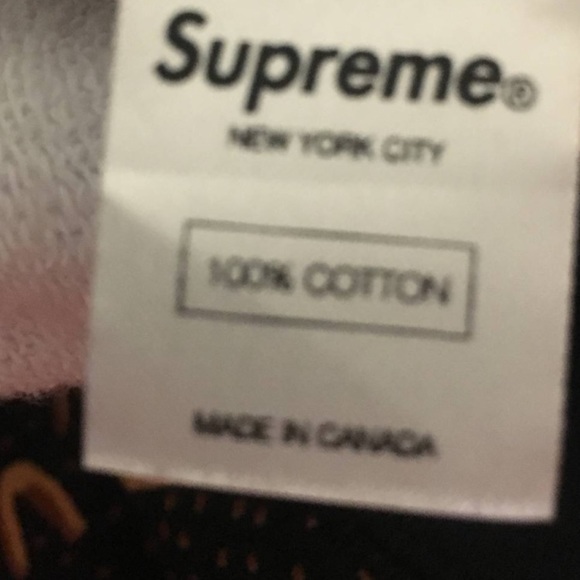 Supreme®
NEW YORK CITY
100% COTTON
MADE IN CANADA